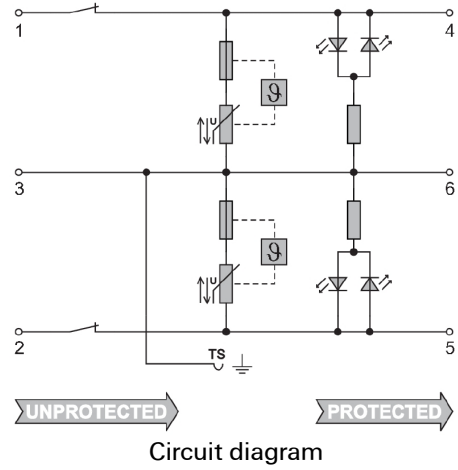 1 4
U
ϑ
3 6
U
ϑ
2 5
TS
UNPROTECTED PROTECTED
Circuit diagram